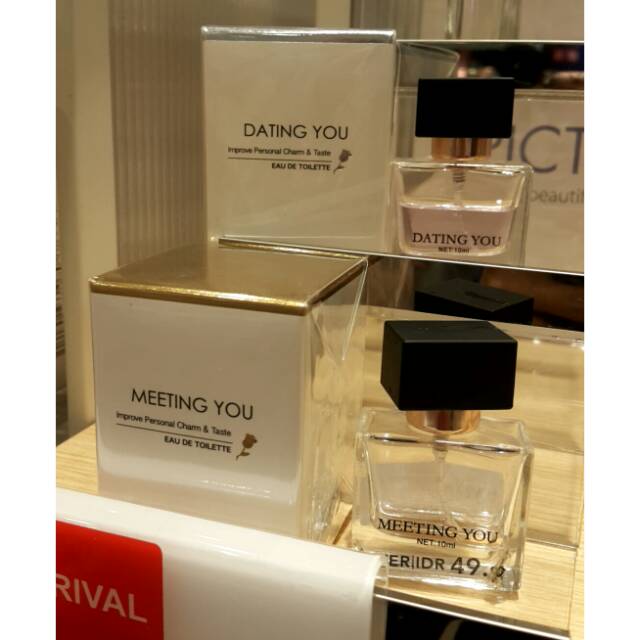 DATING YOU
Improve Personal Charm & Taste
EAU DE TOILETTE
DATING YOU
NET 10ml
MEETING YOU
Improve Personal Charm & Taste
EAU DE TOILETTE
MEETING YOU
NET.10ml
IDR 49.
RIVAL